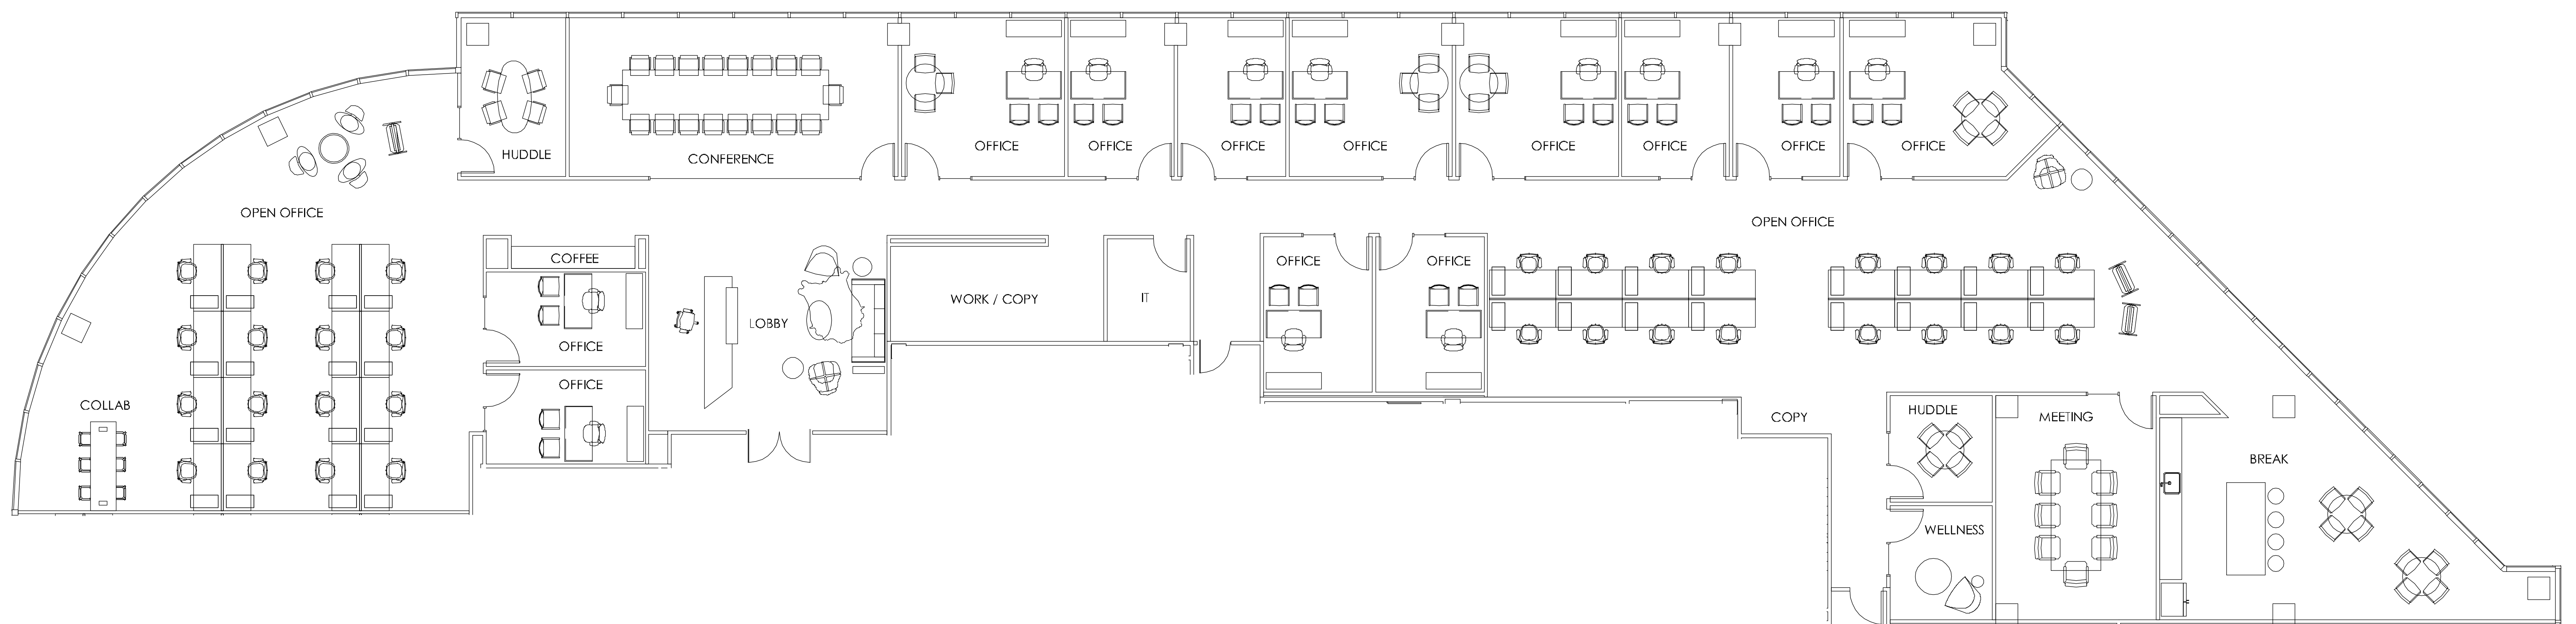 HUDDLE
CONFERENCE
OFFICE
OFFICE
OFFICE
OFFICE
OFFICE
OFFICE
OFFICE
OFFICE
OPEN OFFICE
OPEN OFFICE
COFFEE
OFFICE
OFFICE
WORK / COPY
IT
LOBBY
OFFICE
OFFICE
COLLAB
COPY
HUDDLE
MEETING
BREAK
WELLNESS